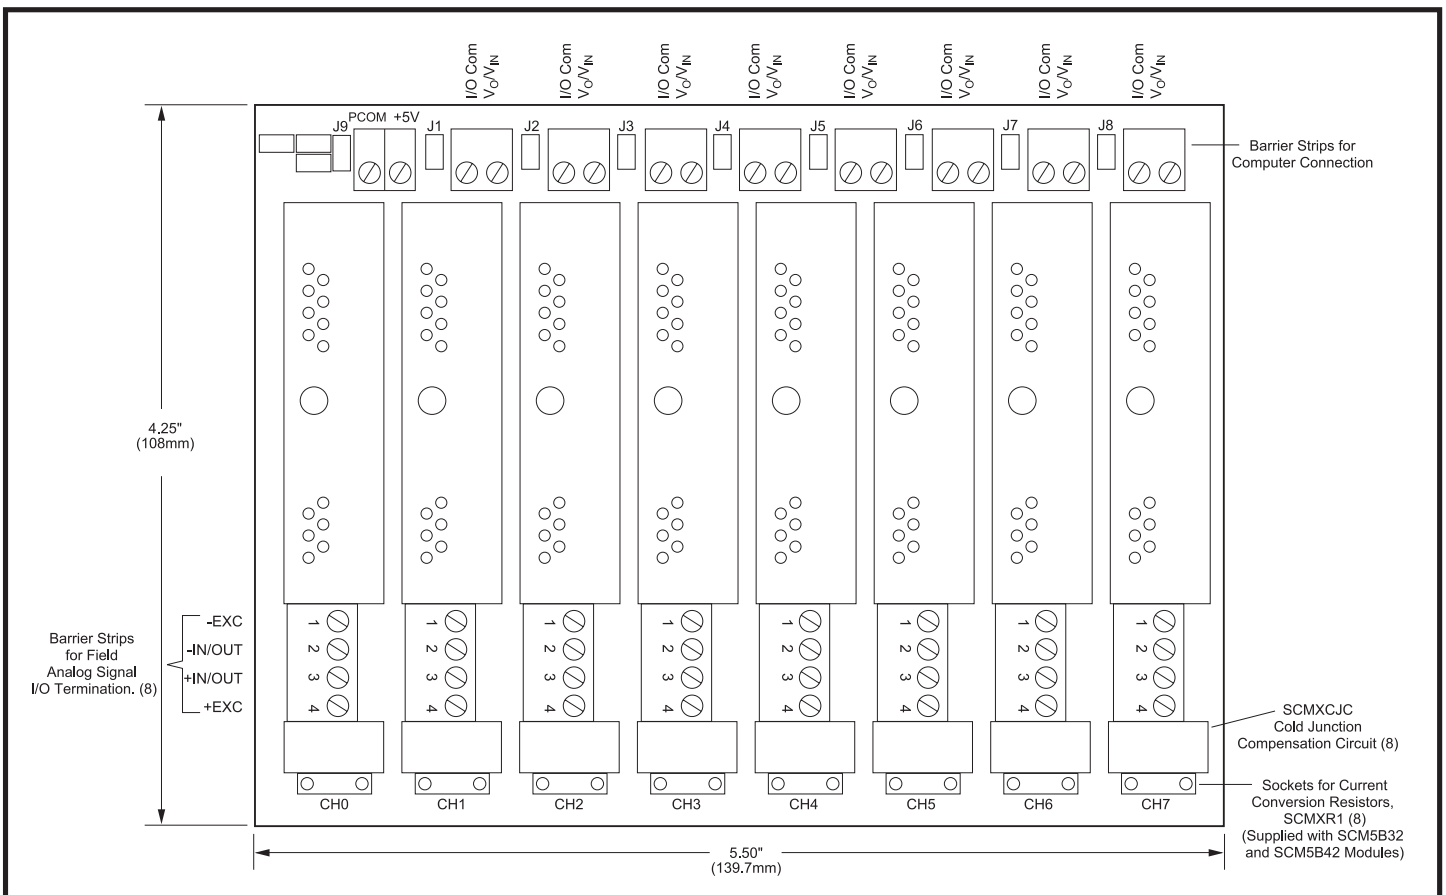 I/O Com
V_O/V_IN
I/O Com
V_O/V_IN
I/O Com
V_O/V_IN
I/O Com
V_O/V_IN
I/O Com
V_O/V_IN
I/O Com
V_O/V_IN
I/O Com
V_O/V_IN
I/O Com
V_O/V_IN
J9 PCOM +5V J1 J2 J3 J4 J5 J6 J7 J8
Barrier Strips for
Computer Connection
4.25"
(108mm)
Barrier Strips
for Field
Analog Signal
I/O Termination. (8)
-EXC
-IN/OUT
+IN/OUT
+EXC
1 1 1 1 1 1 1 1
2 2 2 2 2 2 2 2
3 3 3 3 3 3 3 3
4 4 4 4 4 4 4 4
SCMXCJC
Cold Junction
Compensation Circuit (8)
CH0 CH1 CH2 CH3 CH4 CH5 CH6 CH7
Sockets for Current
Conversion Resistors,
SCMXR1 (8)
(Supplied with SCM5B32
and SCM5B42 Modules)
5.50"
(139.7mm)